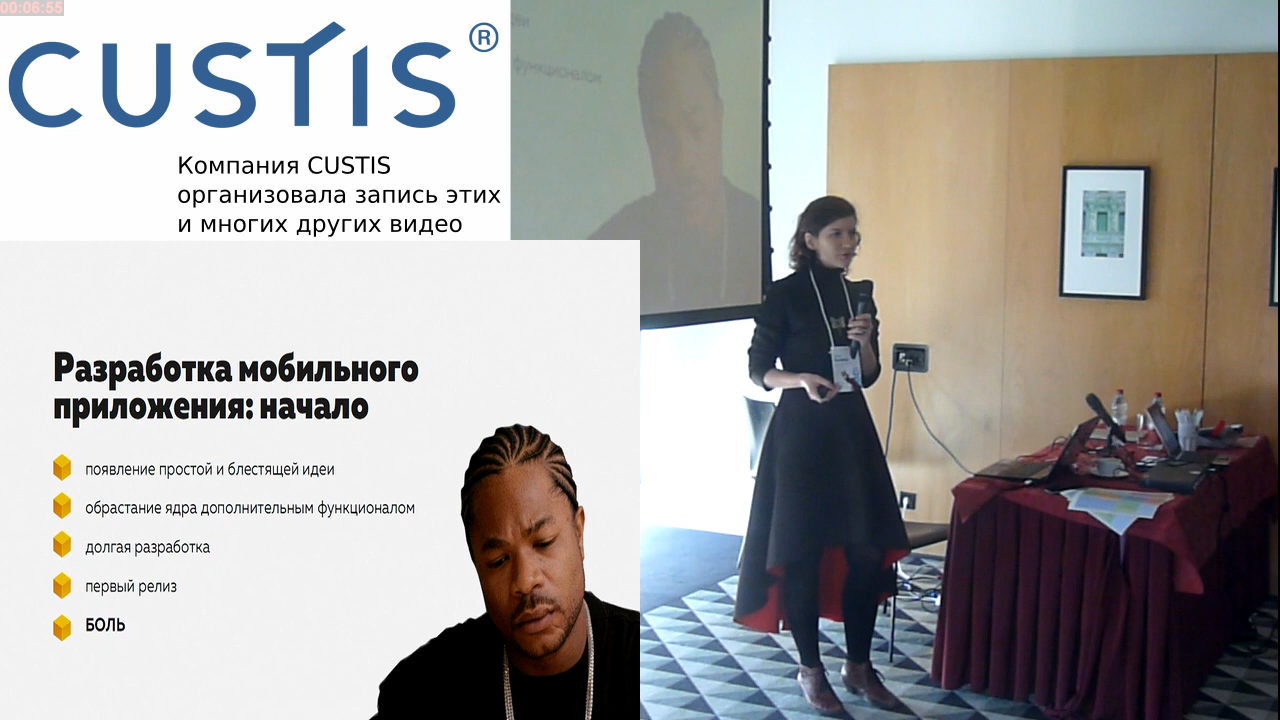 00:06:55
CUSTIS®
Компания CUSTIS
организовала запись этих
и многих других видео
функционалом
Разработка мобильного
приложения: начало
появление простой и блестящей идеи
обрастание ядра дополнительным функционалом
долгая разработка
первый релиз
БОЛЬ